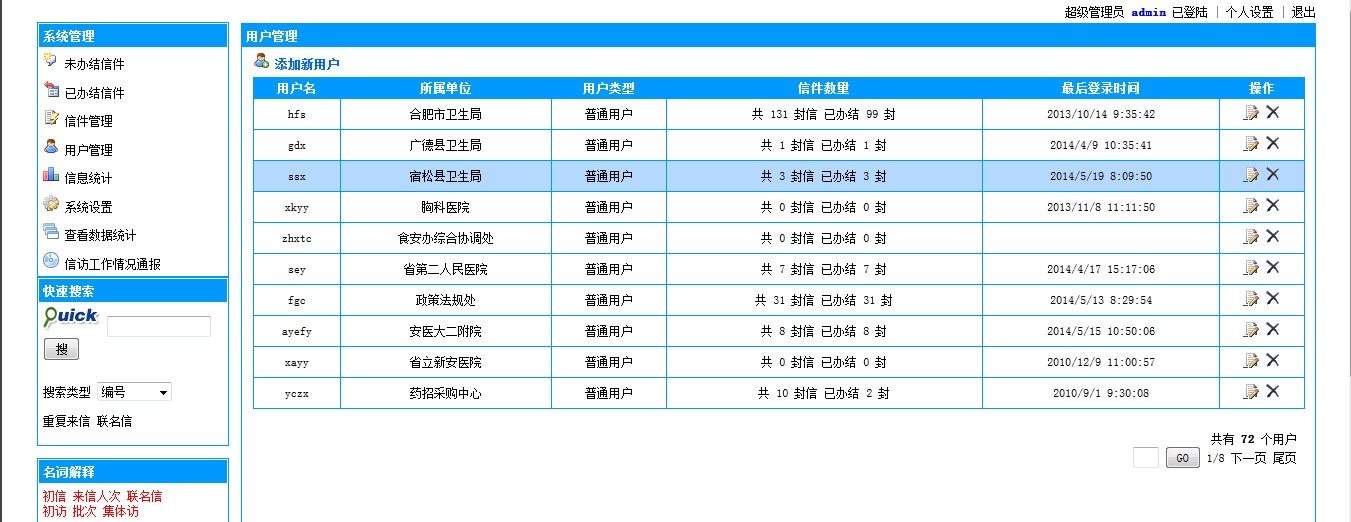 超级管理员 admin 已登陆 | 个人设置 | 退出
系统管理
未办结信件
已办结信件
信件管理
用户管理
信息统计
系统设置
查看数据统计
信访工作情况通报
快速搜索
Quick
搜
搜索类型 编号
重复来信 联名信
名词解释
初信 来信人次 联名信
初访 批次 集体访
用户管理
添加新用户
用户名 所属单位 用户类型 信件数量 最后登录时间 操作
hfs 合肥市卫生局 普通用户 共 131 封信 已办结 99 封 2013/10/14 9:35:42
gdx 广德县卫生局 普通用户 共 1 封信 已办结 1 封 2014/4/9 10:35:41
ssx 宿松县卫生局 普通用户 共 3 封信 已办结 3 封 2014/5/19 8:09:50
xkyy 胸科医院 普通用户 共 0 封信 已办结 0 封 2013/11/8 11:11:50
zhxtc 食安办综合协调处 普通用户 共 0 封信 已办结 0 封
sey 省第二人民医院 普通用户 共 7 封信 已办结 7 封 2014/4/17 15:17:06
fgc 政策法规处 普通用户 共 31 封信 已办结 31 封 2014/5/13 8:29:54
ayefy 安医大二附院 普通用户 共 8 封信 已办结 8 封 2014/5/15 10:50:06
xayy 省立新安医院 普通用户 共 0 封信 已办结 0 封 2010/12/9 11:00:57
yczx 药招采购中心 普通用户 共 10 封信 已办结 2 封 2010/9/1 9:30:08
共有 72 个用户
GO 1/8 下一页 尾页